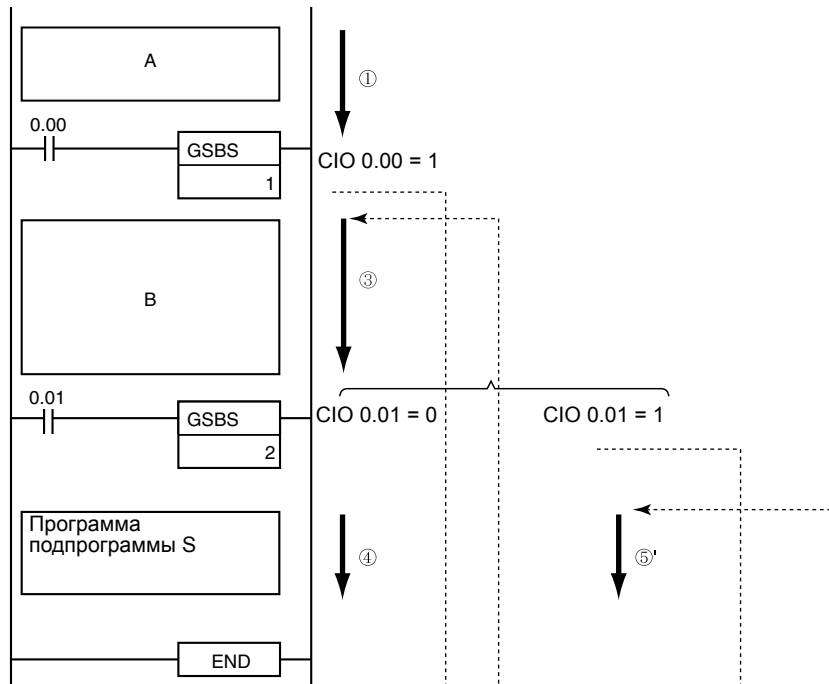 A
①
0.00
GSBS
CIO 0.00 = 1
1
B
③
0.01
GSBS
CIO 0.01 = 0
CIO 0.01 = 1
2
Программа
подпрограммы S
④
⑤'
END